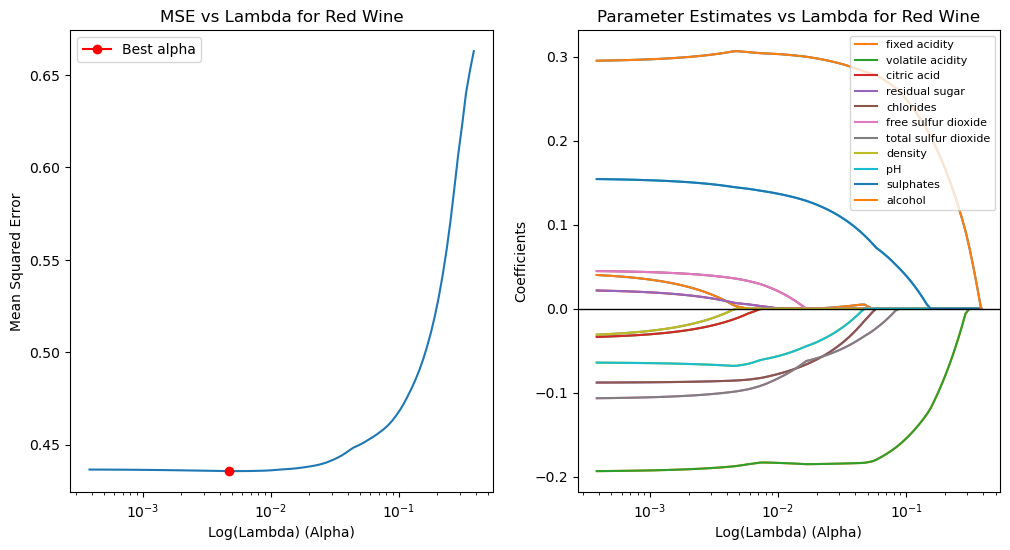 MSE vs Lambda for Red Wine
Best alpha
Mean Squared Error
0.65
0.60
0.55
0.50
0.45
10⁻³
10⁻²
10⁻¹
Log(Lambda) (Alpha)
Parameter Estimates vs Lambda for Red Wine
fixed acidity
volatile acidity
citric acid
residual sugar
chlorides
free sulfur dioxide
total sulfur dioxide
density
pH
sulphates
alcohol
Coefficients
0.3
0.2
0.1
0.0
−0.1
−0.2
10⁻³
10⁻²
10⁻¹
Log(Lambda) (Alpha)